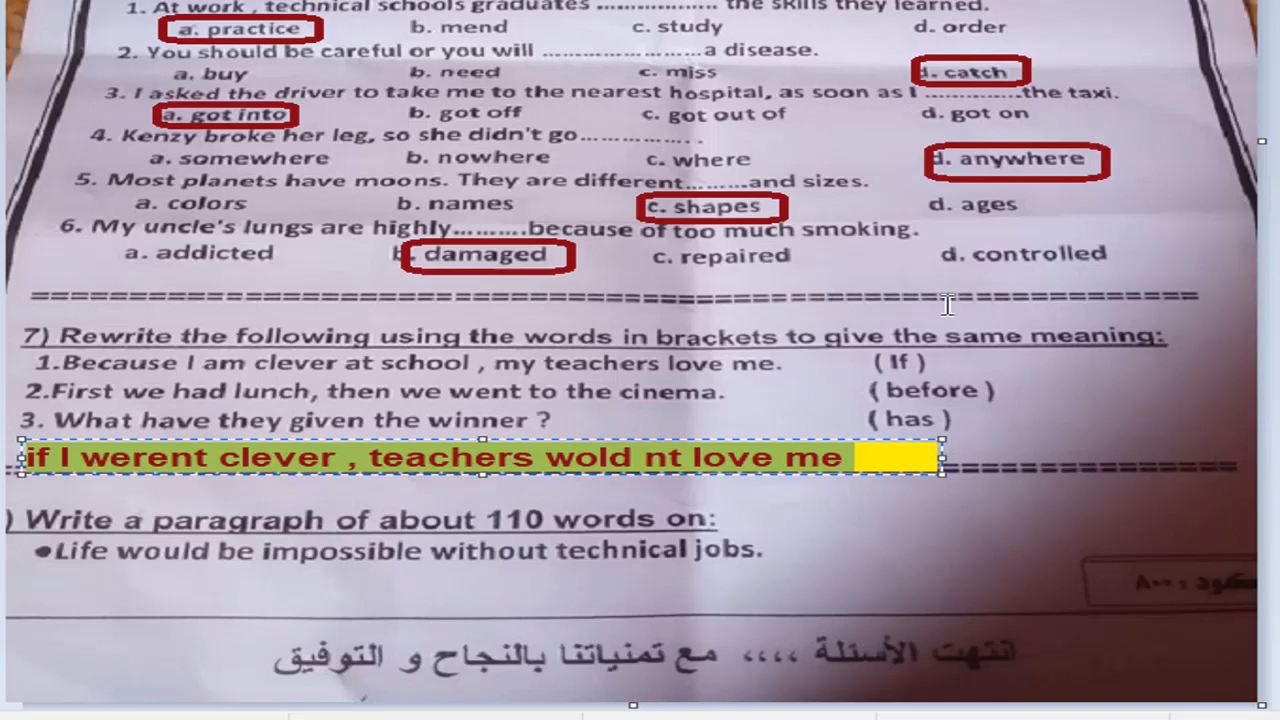 1. At work , technical schools graduates .................. the skills they learned.
a. practice b. mend c. study d. order
2. You should be careful or you will ........................a disease.
a. buy b. need c. miss d. catch
3. I asked the driver to take me to the nearest hospital, as soon as I ..............the taxi.
a. got into b. got off c. got out of d. got on
4. Kenzy broke her leg, so she didn't go.................. .
a. somewhere b. nowhere c. where d. anywhere
5. Most planets have moons. They are different.........and sizes.
a. colors b. names c. shapes d. ages
6. My uncle's lungs are highly..........because of too much smoking.
a. addicted b. damaged c. repaired d. controlled
7) Rewrite the following using the words in brackets to give the same meaning:
1.Because I am clever at school , my teachers love me. ( If )
2.First we had lunch, then we went to the cinema. ( before )
3. What have they given the winner ? ( has )
if I werent clever , teachers wold nt love me
) Write a paragraph of about 110 words on:
●Life would be impossible without technical jobs.
انتهت الأسئلة ،،،، مع تمنياتنا بالنجاح و التوفيق